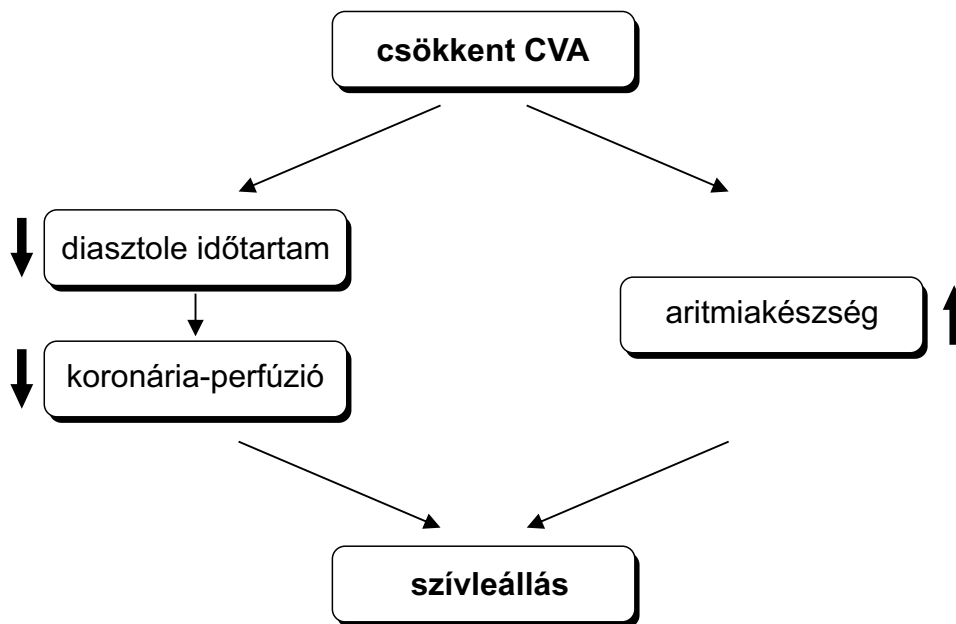 csökkent CVA
diasztole időtartam
aritmiakészség
koronária-perfúzió
szívleállás